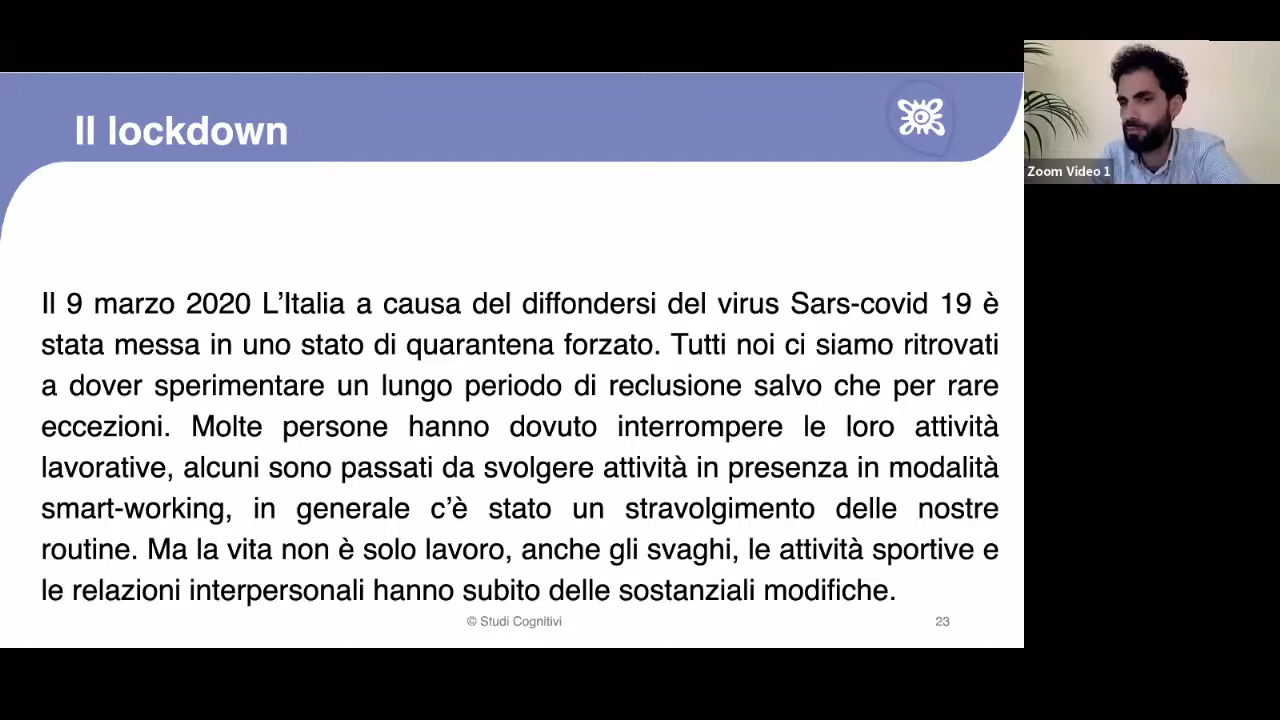 Il lockdown
Zoom Video 1
Il 9 marzo 2020 L’Italia a causa del diffondersi del virus Sars-covid 19 è
stata messa in uno stato di quarantena forzato. Tutti noi ci siamo ritrovati
a dover sperimentare un lungo periodo di reclusione salvo che per rare
eccezioni. Molte persone hanno dovuto interrompere le loro attività
lavorative, alcuni sono passati da svolgere attività in presenza in modalità
smart-working, in generale c’è stato un stravolgimento delle nostre
routine. Ma la vita non è solo lavoro, anche gli svaghi, le attività sportive e
le relazioni interpersonali hanno subito delle sostanziali modifiche.
© Studi Cognitivi
23